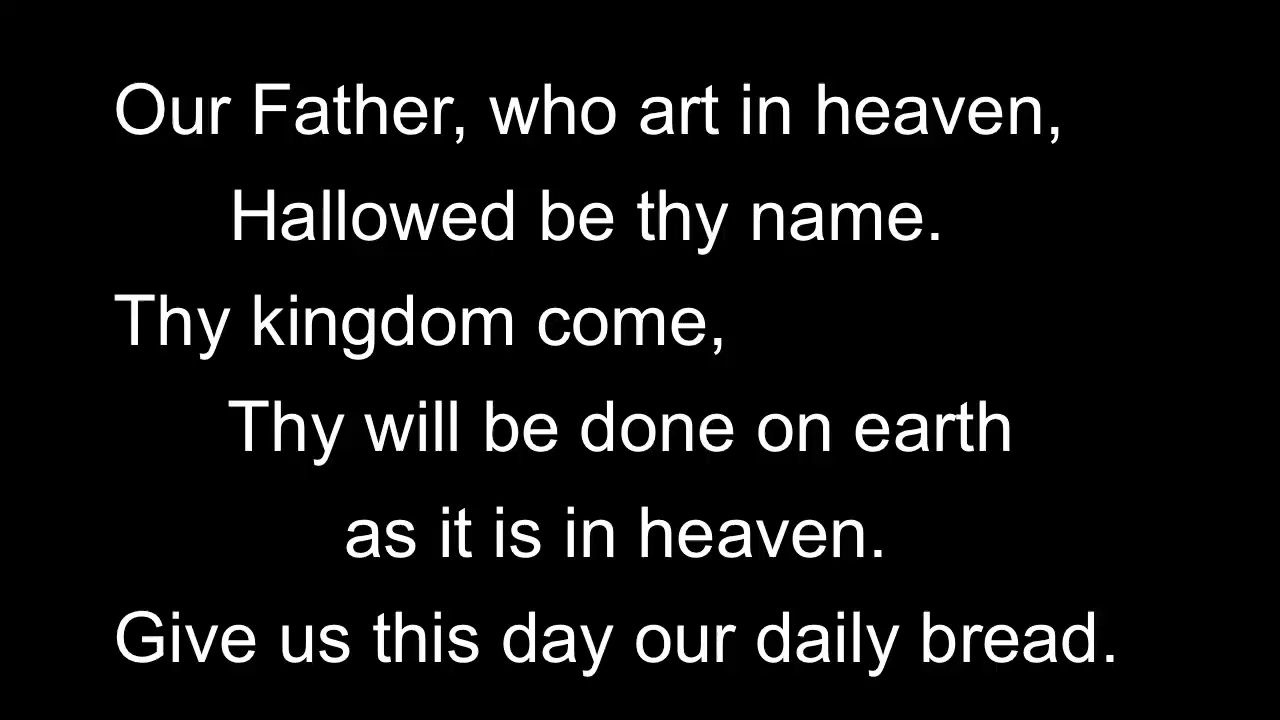 Our Father, who art in heaven,
Hallowed be thy name.
Thy kingdom come,
Thy will be done on earth
as it is in heaven.
Give us this day our daily bread.